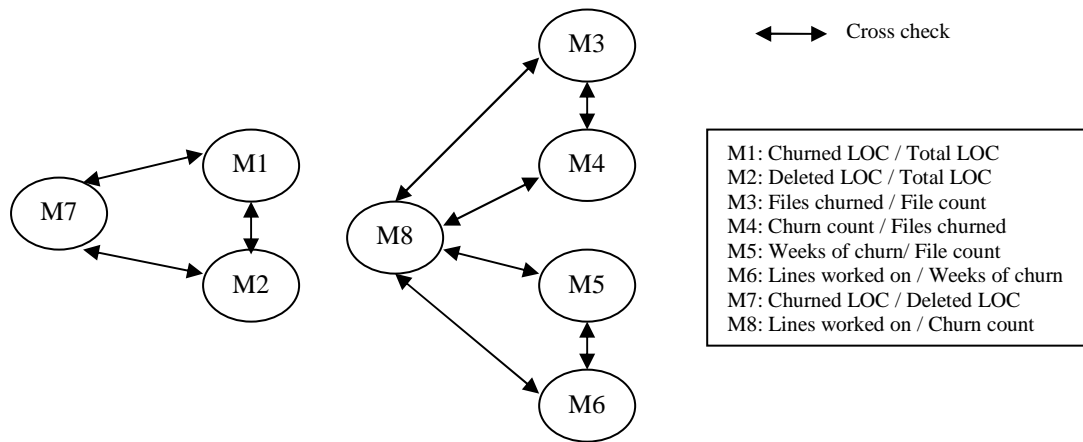 M3
Cross check
M1
M4
M7
M8
M2
M5
M6
M1: Churned LOC / Total LOC
M2: Deleted LOC / Total LOC
M3: Files churned / File count
M4: Churn count / Files churned
M5: Weeks of churn/ File count
M6: Lines worked on / Weeks of churn
M7: Churned LOC / Deleted LOC
M8: Lines worked on / Churn count